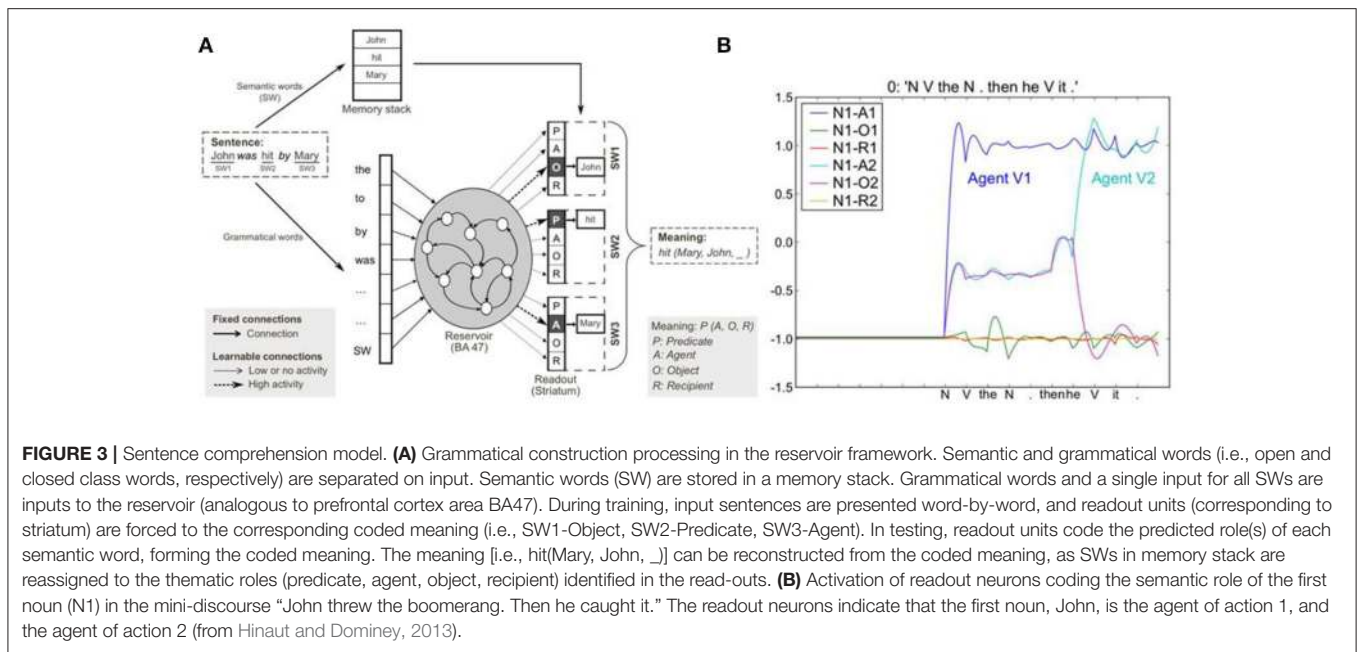 A
John
hit
Mary
Memory stack
Semantic words
(SW)
Sentence:
John was hit by Mary
SW1 SW2 SW3
Grammatical words
the
to
by
was
...
...
SW
Reservoir
(BA 47)
P
A
O
R
John
SW1
P
A
O
R
hit
SW2
P
A
O
R
Mary
SW3
Readout
(Striatum)
Meaning:
hit (Mary, John, _ )
Fixed connections
Connection
Learnable connections
Low or no activity
High activity
Meaning: P (A, O, R)
P: Predicate
A: Agent
O: Object
R: Recipient
B
0: 'N V the N . then he V it .'
1.5
1.0
0.5
0.0
-0.5
-1.0
-1.5
N1-A1
N1-O1
N1-R1
N1-A2
N1-O2
N1-R2
Agent V1
Agent V2
N V the N . then he V it .
FIGURE 3 | Sentence comprehension model. (A) Grammatical construction processing in the reservoir framework. Semantic and grammatical words (i.e., open and
closed class words, respectively) are separated on input. Semantic words (SW) are stored in a memory stack. Grammatical words and a single input for all SWs are
inputs to the reservoir (analogous to prefrontal cortex area BA47). During training, input sentences are presented word-by-word, and readout units (corresponding to
striatum) are forced to the corresponding coded meaning (i.e., SW1-Object, SW2-Predicate, SW3-Agent). In testing, readout units code the predicted role(s) of each
semantic word, forming the coded meaning. The meaning [i.e., hit(Mary, John, _)] can be reconstructed from the coded meaning, as SWs in memory stack are
reassigned to the thematic roles (predicate, agent, object, recipient) identified in the read-outs. (B) Activation of readout neurons coding the semantic role of the first
noun (N1) in the mini-discourse “John threw the boomerang. Then he caught it.” The readout neurons indicate that the first noun, John, is the agent of action 1, and
the agent of action 2 (from Hinaut and Dominey, 2013).